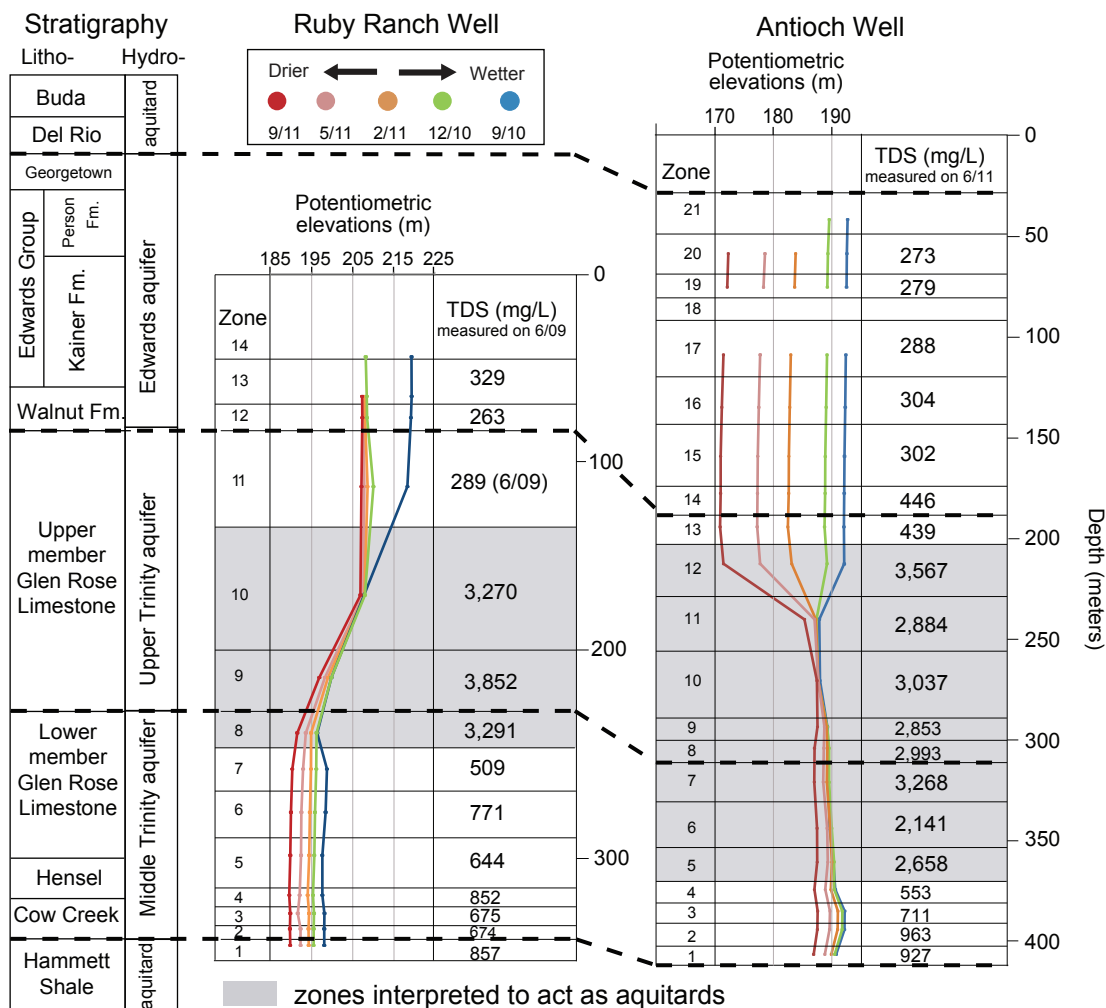 Stratigraphy
Litho-
Hydro-
Buda
Del Rio
aquitard
Georgetown
Edwards Group
Person
Fm.
Kainer Fm.
Edwards aquifer
Walnut Fm.
Upper
member
Glen Rose
Limestone
Upper Trinity aquifer
Lower
member
Glen Rose
Limestone
Middle Trinity aquifer
Hensel
Cow Creek
Hammett
Shale
aquitard
Ruby Ranch Well
Drier
Wetter
9/11 5/11 2/11 12/10 9/10
Potentiometric
elevations (m)
185 195 205 215 225
0
Zone
TDS (mg/L)
measured on 6/09
14
13 329
12 263
11 289 (6/09)
100
10 3,270
200
9 3,852
8 3,291
7 509
6 771
5 644
300
4 852
3 675
2 674
1 857
zones interpreted to act as aquitards
Antioch Well
Potentiometric
elevations (m)
170 180 190
0
Zone
TDS (mg/L)
measured on 6/11
21
50
20 273
19 279
18
100
17 288
16 304
150
15 302
14 446
13 439
200
12 3,567
11 2,884
250
10 3,037
9 2,853
8 2,993
300
7 3,268
6 2,141
350
5 2,658
4 553
3 711
2 963
400
1 927
Depth (meters)